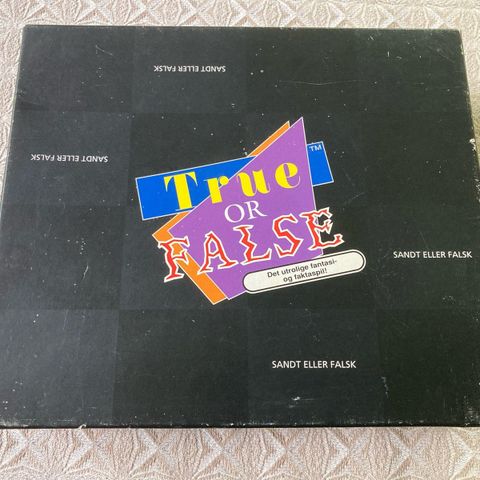 SANDT ELLER FALSK
SANDT ELLER FALSK
True TM
OR
FALSE
Det utrolige fantasi-
og faktaspil!
SANDT ELLER FALSK
SANDT ELLER FALSK